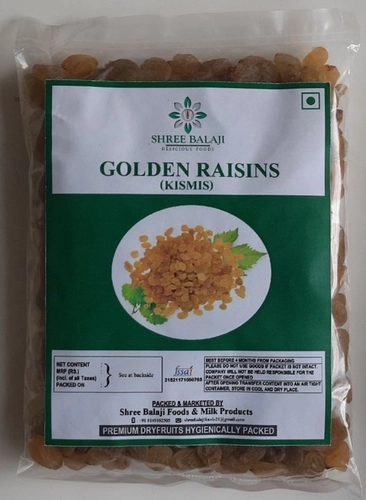 SHREE BALAJI
DELICIOUS FOODS
GOLDEN RAISINS
(KISMIS)
NET CONTENT
MRP (RS.)
(incl. of all Taxes)
PACKED ON
See at backside
fssai
BEST BEFORE 4 MONTHS FROM PACKAGING
PLEASE DO NOT USE GOODS IF PACKET IS NOT INTACT.
COMPANY WILL NOT BE HELD RESPONSIBLE FOR THE
PACKET ONCE OPENED.
AFTER OPENING TRANSFER CONTENT INTO AN AIR TIGHT
CONTAINER, STORE IN COOL AND DRY PLACE.
PACKED & MARKETED BY
Shree Balaji Foods & Milk Products
PREMIUM DRYFRUITS HYGIENICALLY PACKED